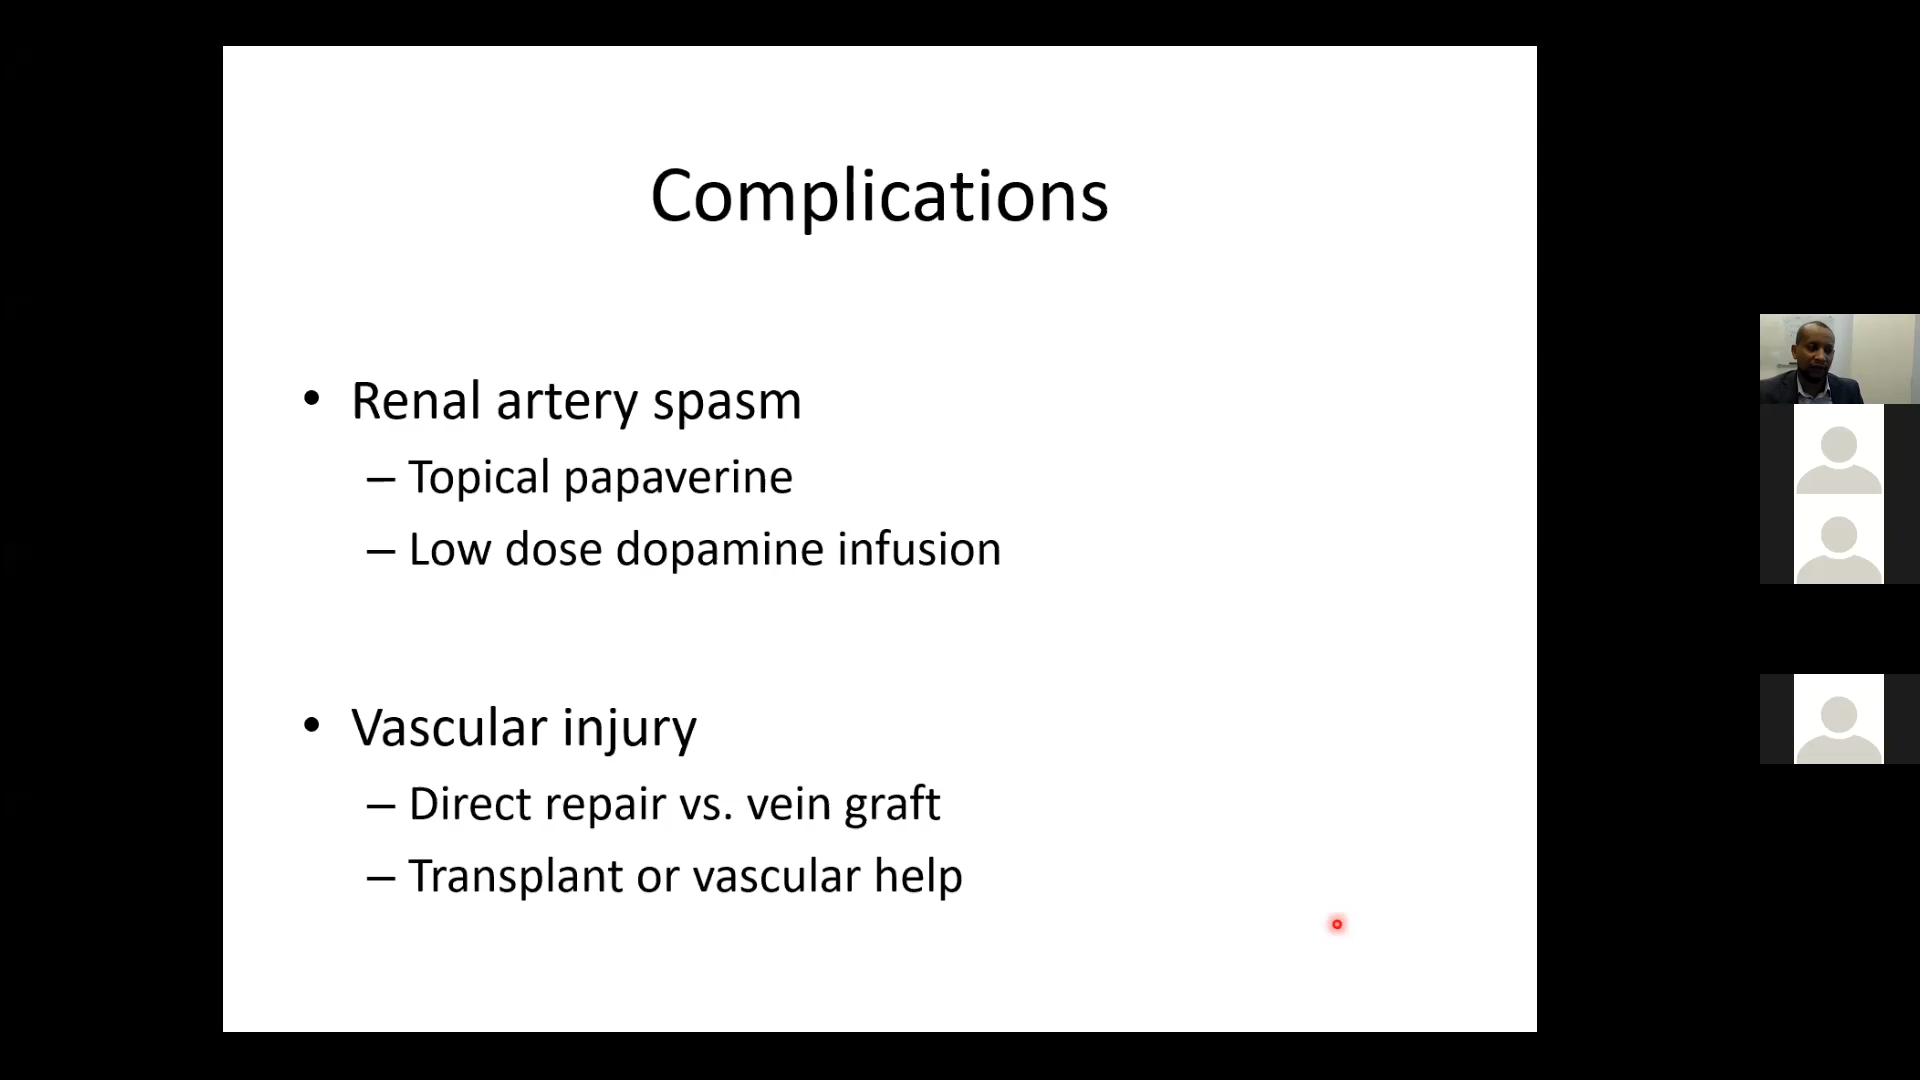 Complications
• Renal artery spasm
– Topical papaverine
– Low dose dopamine infusion
• Vascular injury
– Direct repair vs. vein graft
– Transplant or vascular help